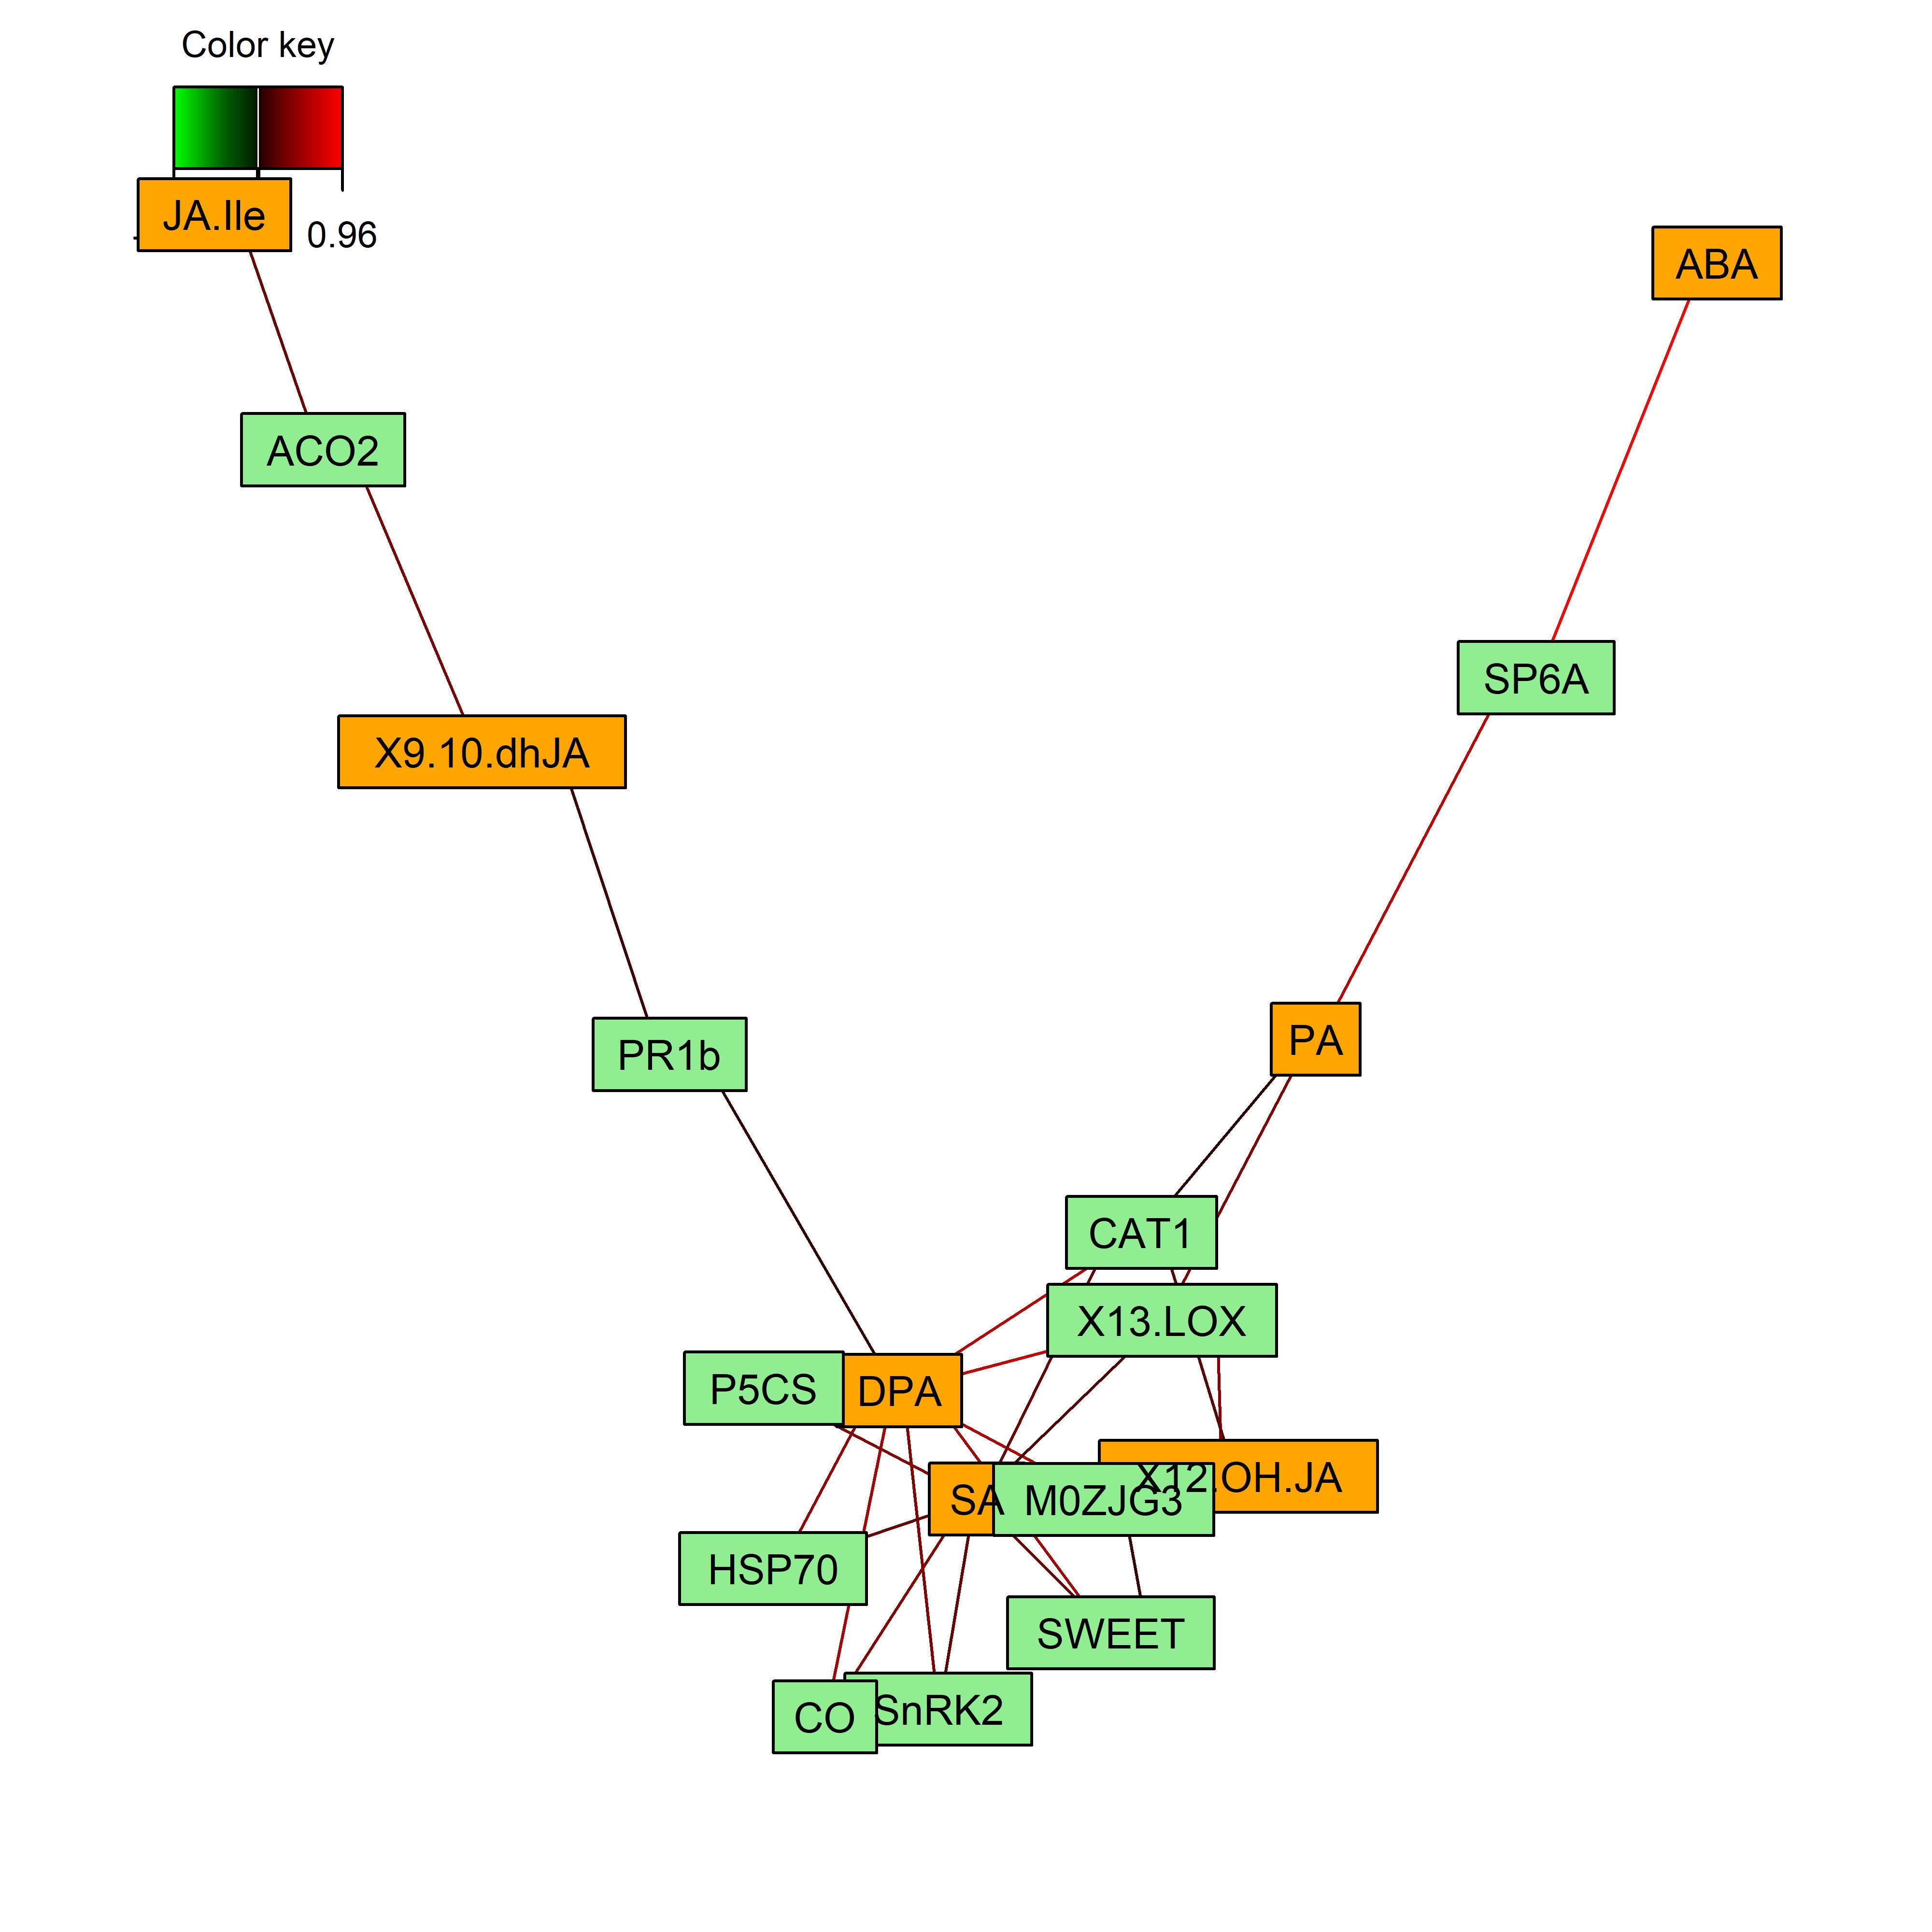 Color key
JA.Ile
0.96
ABA
ACO2
SP6A
X9.10.dhJA
PR1b
PA
CAT1
X13.LOX
P5CS
DPA
X12.OH.JA
SA
M0ZJG3
HSP70
SWEET
SnRK2
CO